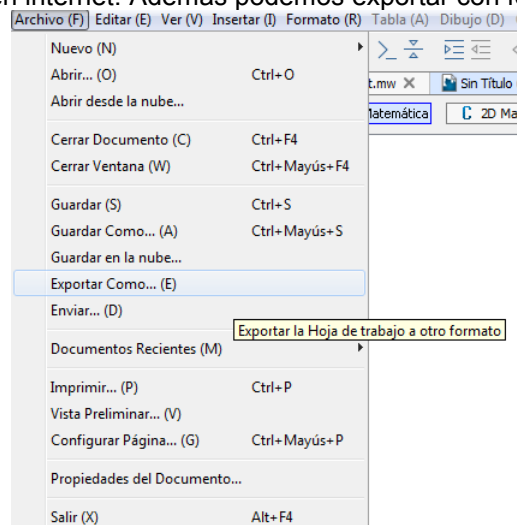 en internet. Además podemos exportar con
Archivo (F) Editar (E) Ver (V) Insertar (I) Formato (R) Tabla (A) Dibujo (D)
Nuevo (N)
Abrir... (O) Ctrl+O
t.mw Sin Título
Abrir desde la nube...
Matemática C 2D Ma
Cerrar Documento (C) Ctrl+F4
Cerrar Ventana (W) Ctrl+Mayús+F4
Guardar (S) Ctrl+S
Guardar Como... (A) Ctrl+Mayús+S
Guardar en la nube...
Exportar Como... (E)
Enviar... (D)
Exportar la Hoja de trabajo a otro formato
Documentos Recientes (M)
Imprimir... (P) Ctrl+P
Vista Preliminar... (V)
Configurar Página... (G) Ctrl+Mayús+P
Propiedades del Documento...
Salir (X) Alt+F4